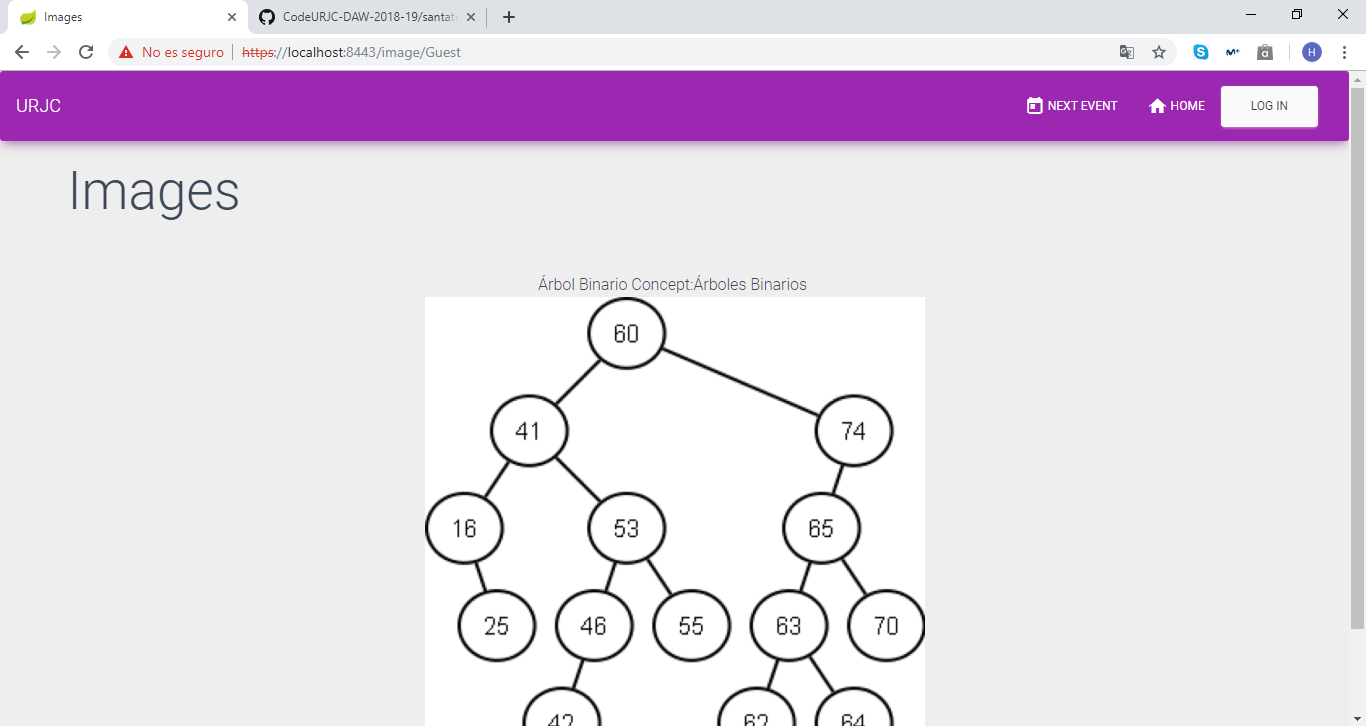 Images
CodeURJC-DAW-2018-19/santat
No es seguro https://localhost:8443/image/Guest
H
URJC
NEXT EVENT
HOME
LOG IN
Images
Árbol Binario Concept:Árboles Binarios
60
41 74
16 53 65
25 46 55 63 70
42 62 64